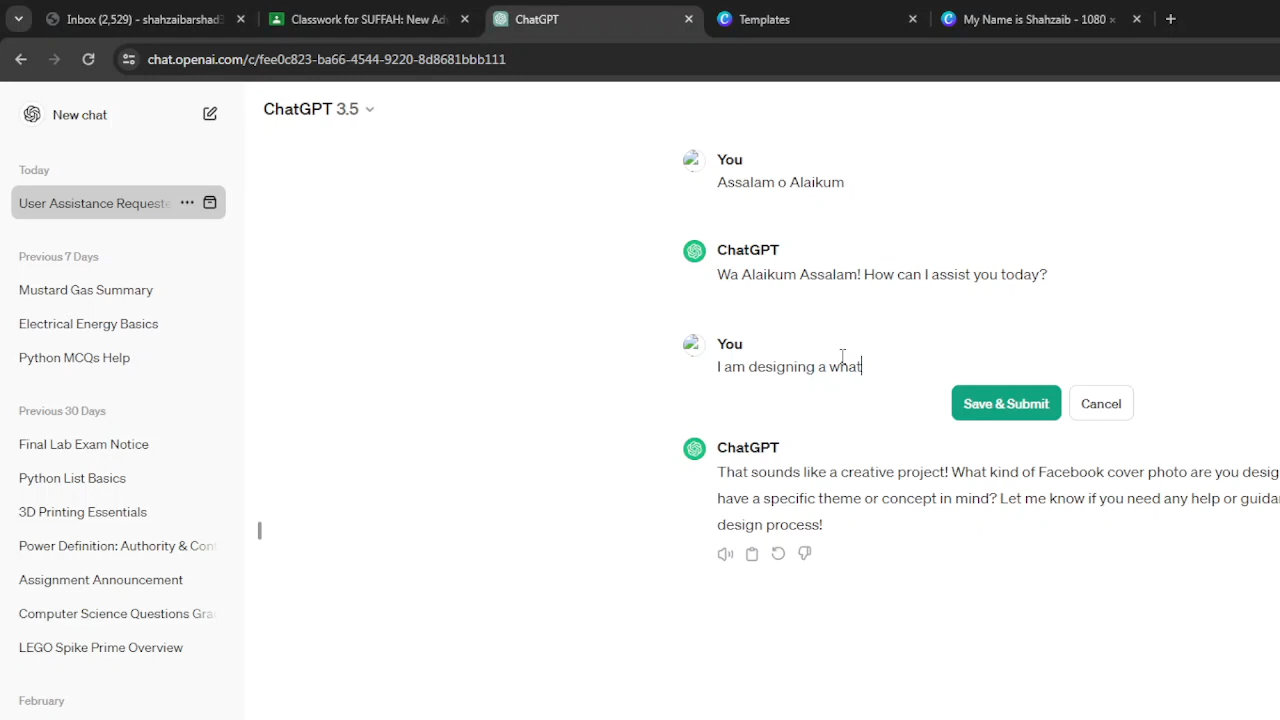 Inbox (2,529) - shahzaibarshad
Classwork for SUFFAH: New Adv
ChatGPT
Templates
My Name is Shahzaib - 1080 ×
chat.openai.com/c/fee0c823-ba66-4544-9220-8d8681bbb111
New chat
ChatGPT 3.5
You
Assalam o Alaikum
Today
User Assistance Requeste
ChatGPT
Wa Alaikum Assalam! How can I assist you today?
Previous 7 Days
Mustard Gas Summary
Electrical Energy Basics
Python MCQs Help
You
I am designing a what
Save & Submit
Cancel
Previous 30 Days
Final Lab Exam Notice
Python List Basics
3D Printing Essentials
Power Definition: Authority & Con
Assignment Announcement
Computer Science Questions Gra
LEGO Spike Prime Overview
February
ChatGPT
That sounds like a creative project! What kind of Facebook cover photo are you desig
have a specific theme or concept in mind? Let me know if you need any help or guida
design process!